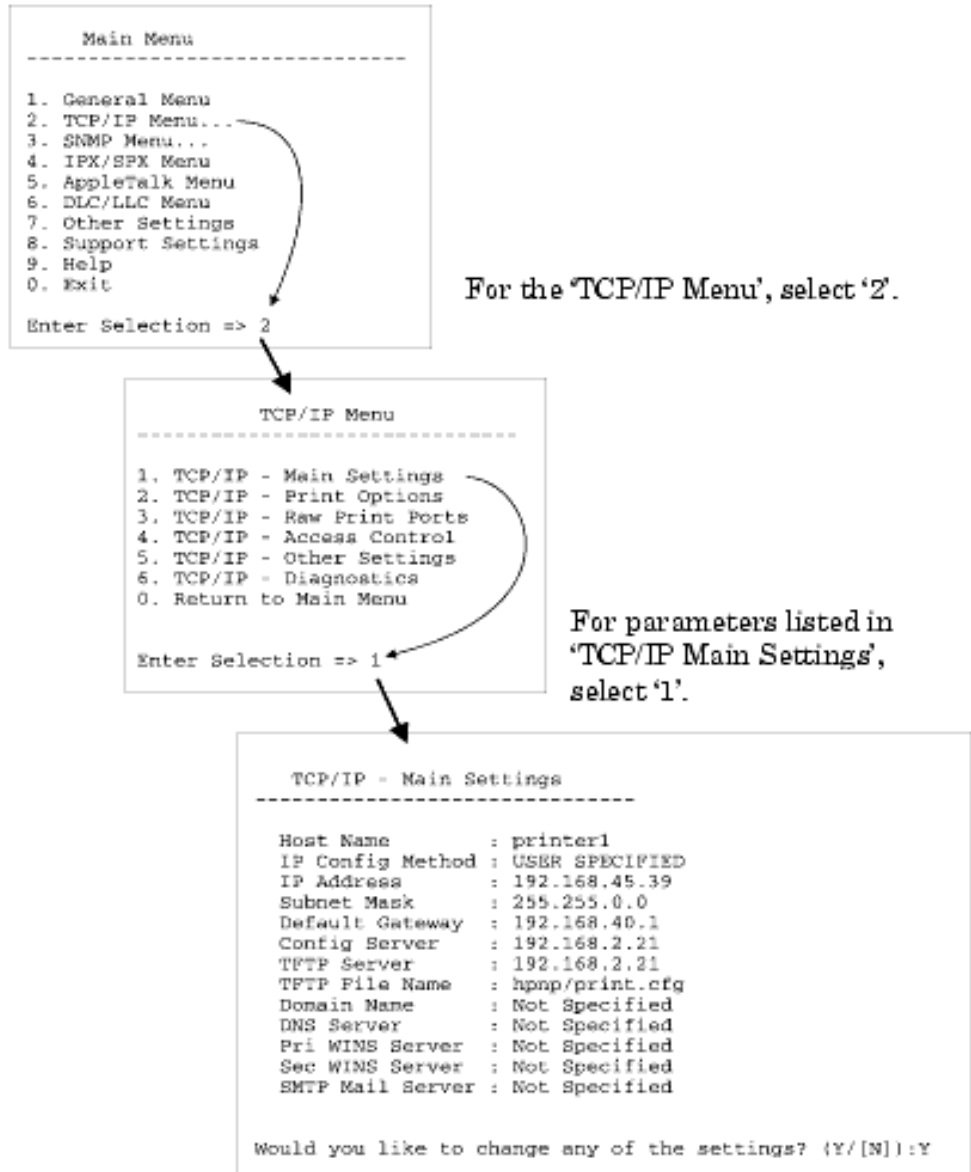 Main Menu
-------------------------------
1. General Menu
2. TCP/IP Menu...
3. SNMP Menu...
4. IPX/SPX Menu
5. AppleTalk Menu
6. DLC/LLC Menu
7. Other Settings
8. Support Settings
9. Help
0. Exit
Enter Selection => 2
For the ‘TCP/IP Menu’, select ‘2’.
TCP/IP Menu
-------------------------------
1. TCP/IP - Main Settings
2. TCP/IP - Print Options
3. TCP/IP - Raw Print Ports
4. TCP/IP - Access Control
5. TCP/IP - Other Settings
6. TCP/IP - Diagnostics
0. Return to Main Menu
Enter Selection => 1
For parameters listed in
‘TCP/IP Main Settings’,
select ‘1’.
TCP/IP - Main Settings
-------------------------------
Host Name : printer1
IP Config Method : USER SPECIFIED
IP Address : 192.168.45.39
Subnet Mask : 255.255.0.0
Default Gateway : 192.168.40.1
Config Server : 192.168.2.21
TFTP Server : 192.168.2.21
TFTP File Name : hpnp/print.cfg
Domain Name : Not Specified
DNS Server : Not Specified
Pri WINS Server : Not Specified
Sec WINS Server : Not Specified
SMTP Mail Server : Not Specified
Would you like to change any of the settings? (Y/[N]):Y